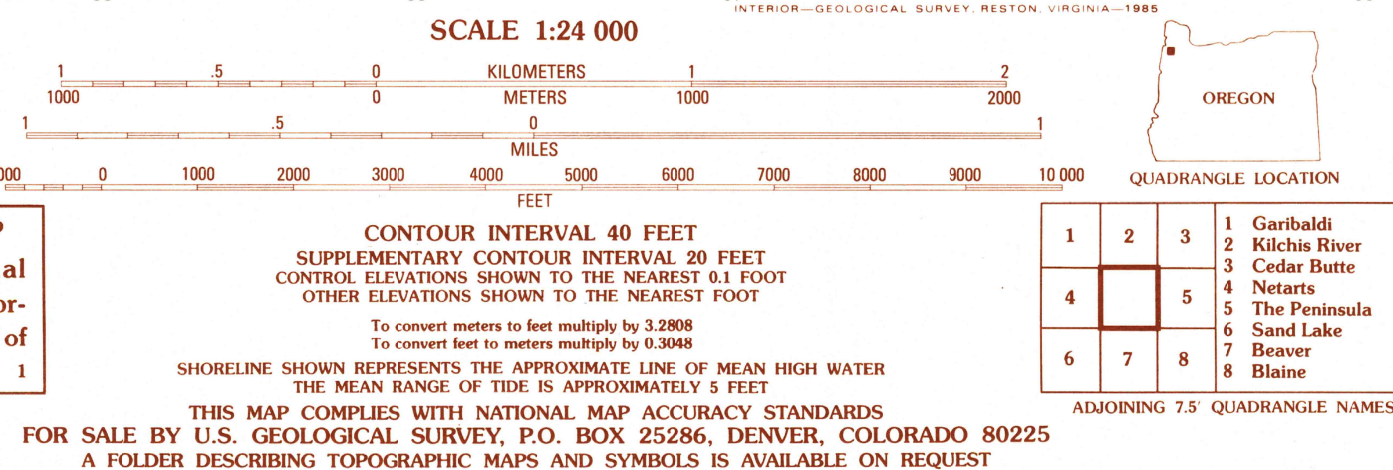 INTERIOR—GEOLOGICAL SURVEY, RESTON, VIRGINIA—1985
SCALE 1:24 000
1 .5 0 KILOMETERS 1 2
1000 0 METERS 1000 2000
1 .5 0 1
MILES
000 0 1000 2000 3000 4000 5000 6000 7000 8000 9000 10 000
FEET
OREGON
QUADRANGLE LOCATION
al
or-
of
1
CONTOUR INTERVAL 40 FEET
SUPPLEMENTARY CONTOUR INTERVAL 20 FEET
CONTROL ELEVATIONS SHOWN TO THE NEAREST 0.1 FOOT
OTHER ELEVATIONS SHOWN TO THE NEAREST FOOT
To convert meters to feet multiply by 3.2808
To convert feet to meters multiply by 0.3048
SHORELINE SHOWN REPRESENTS THE APPROXIMATE LINE OF MEAN HIGH WATER
THE MEAN RANGE OF TIDE IS APPROXIMATELY 5 FEET
THIS MAP COMPLIES WITH NATIONAL MAP ACCURACY STANDARDS
FOR SALE BY U.S. GEOLOGICAL SURVEY, P.O. BOX 25286, DENVER, COLORADO 80225
A FOLDER DESCRIBING TOPOGRAPHIC MAPS AND SYMBOLS IS AVAILABLE ON REQUEST
1 2 3
4 5
6 7 8
1 Garibaldi
2 Kilchis River
3 Cedar Butte
4 Netarts
5 The Peninsula
6 Sand Lake
7 Beaver
8 Blaine
ADJOINING 7.5′ QUADRANGLE NAMES